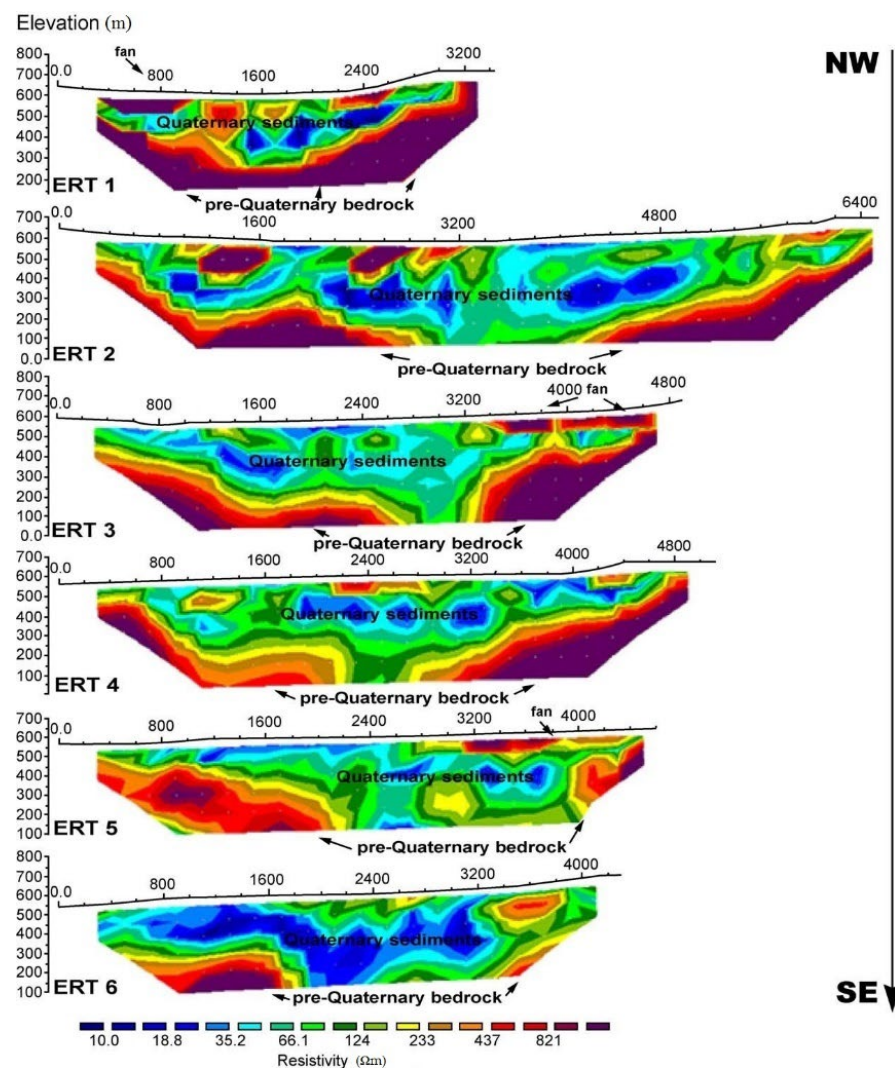 Elevation (m)
NW
fan
800 0.0 800 1600 2400 3200
700
600
500
400
300
200
Quaternary sediments
ERT 1
pre-Quaternary bedrock
700 0.0 1600 3200 4800 6400
600
500
400
300
200
100
0.0
Quaternary sediments
ERT 2
pre-Quaternary bedrock
fan
800 0.0 800 1600 2400 3200 4000 4800
700
600
500
400
300
200
100
0.0
Quaternary sediments
ERT 3
pre-Quaternary bedrock
700 0.0 800 1600 2400 3200 4000 4800
600
500
400
300
200
100
Quaternary sediments
ERT 4
pre-Quaternary bedrock
fan
700 0.0 800 1600 2400 3200 4000
600
500
400
300
200
100
Quaternary sediments
ERT 5
pre-Quaternary bedrock
800 0.0 800 1600 2400 3200 4000
700
600
500
400
300
200
100
Quaternary sediments
ERT 6
pre-Quaternary bedrock
SE
10.0 18.8 35.2 66.1 124 233 437 821
Resistivity (Ωm)